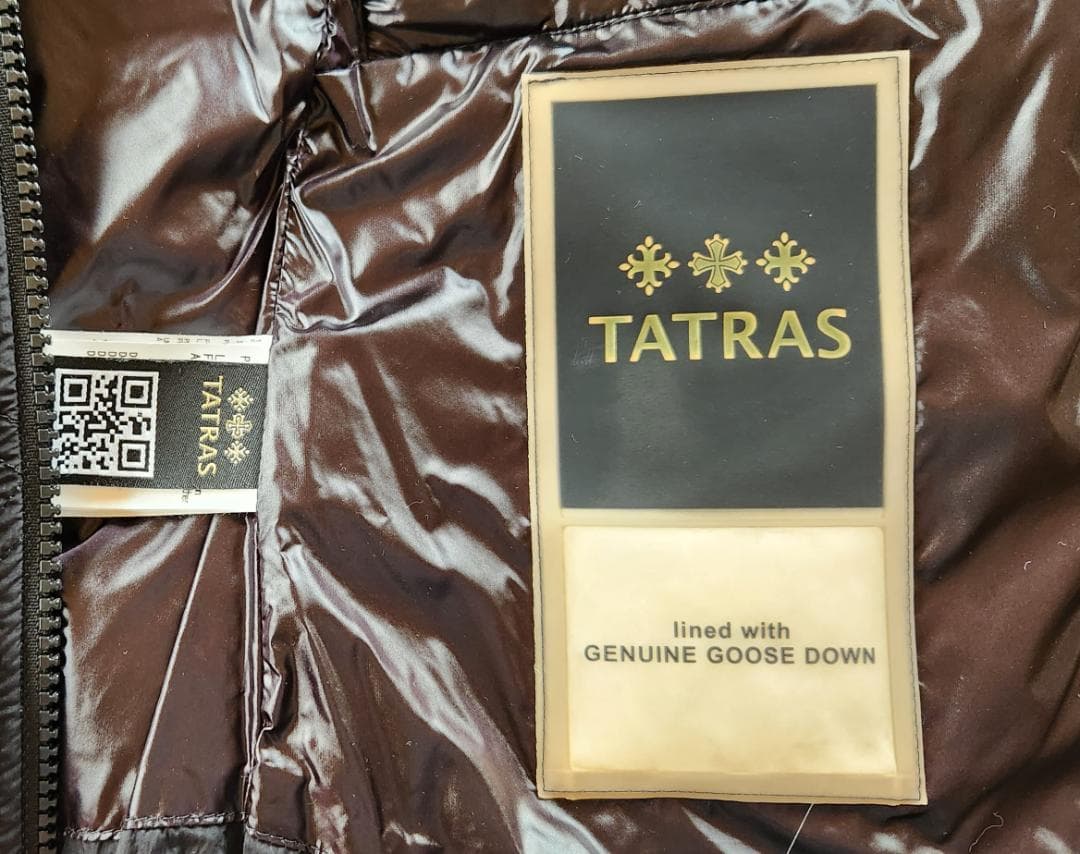 TATRAS
TATRAS
lined with
GENUINE GOOSE DOWN